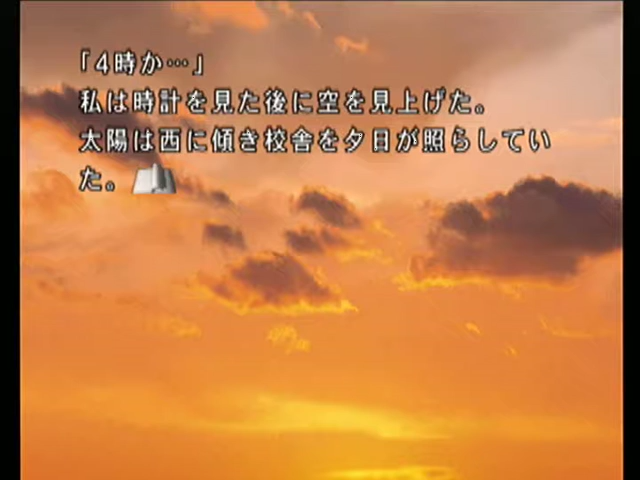 「4時か…」
私は時計を見た後に空を見上げた。
太陽は西に傾き校舎を夕日が照らしてい
た。